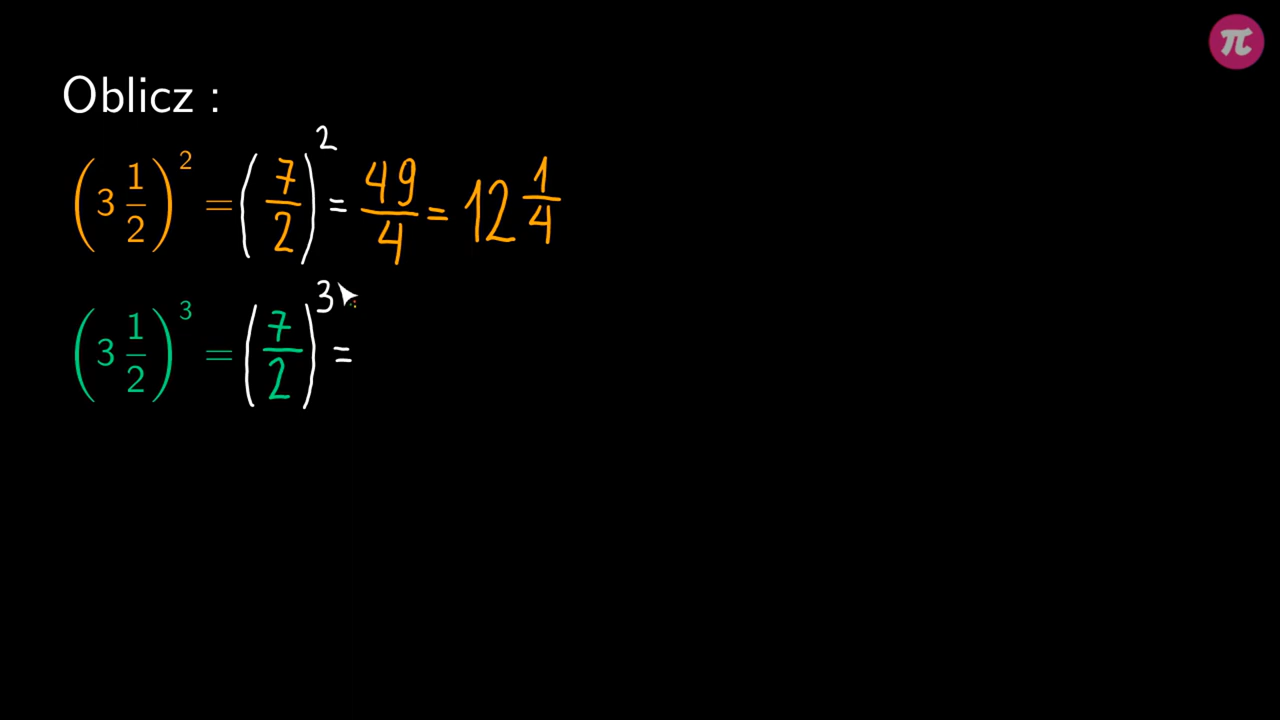 Oblicz :
(3 1/2)^2 = (7/2)^2 = 49/4 = 12 1/4
(3 1/2)^3 = (7/2)^3 =
π